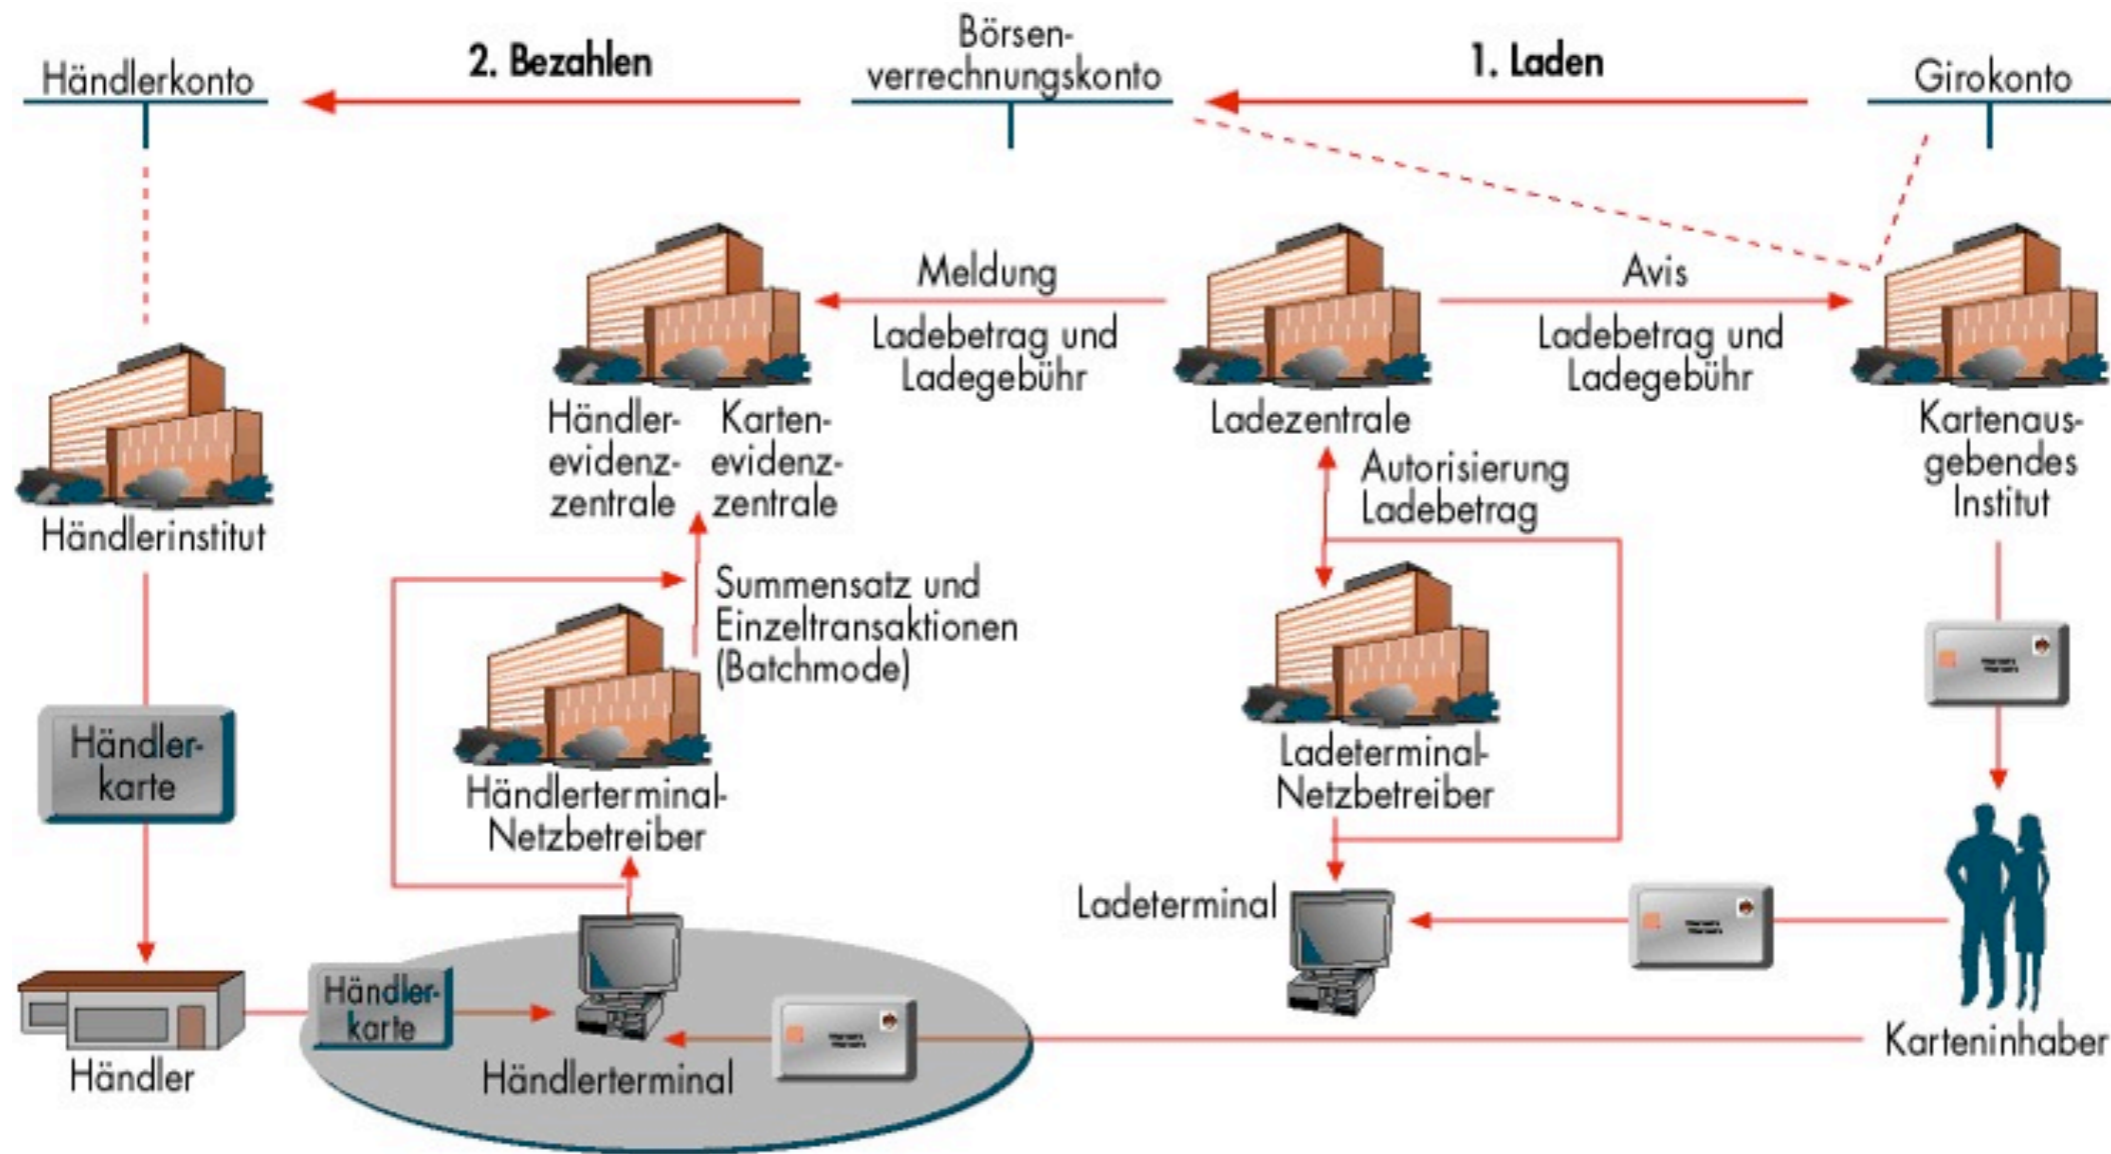 Händlerkonto
2. Bezahlen
Börsen-
verrechnungskonto
1. Laden
Girokonto
Meldung
Ladebetrag und
Ladegebühr
Avis
Ladebetrag und
Ladegebühr
Händlerinstitut
Händler-
evidenz-
zentrale
Karten-
evidenz-
zentrale
Ladezentrale
Kartenaus-
gebendes
Institut
Autorisierung
Ladebetrag
Summensatz und
Einzeltransaktionen
(Batchmode)
Händler-
karte
Händlerterminal-
Netzbetreiber
Ladeterminal-
Netzbetreiber
Ladeterminal
Händler-
karte
Händler
Händlerterminal
Karteninhaber